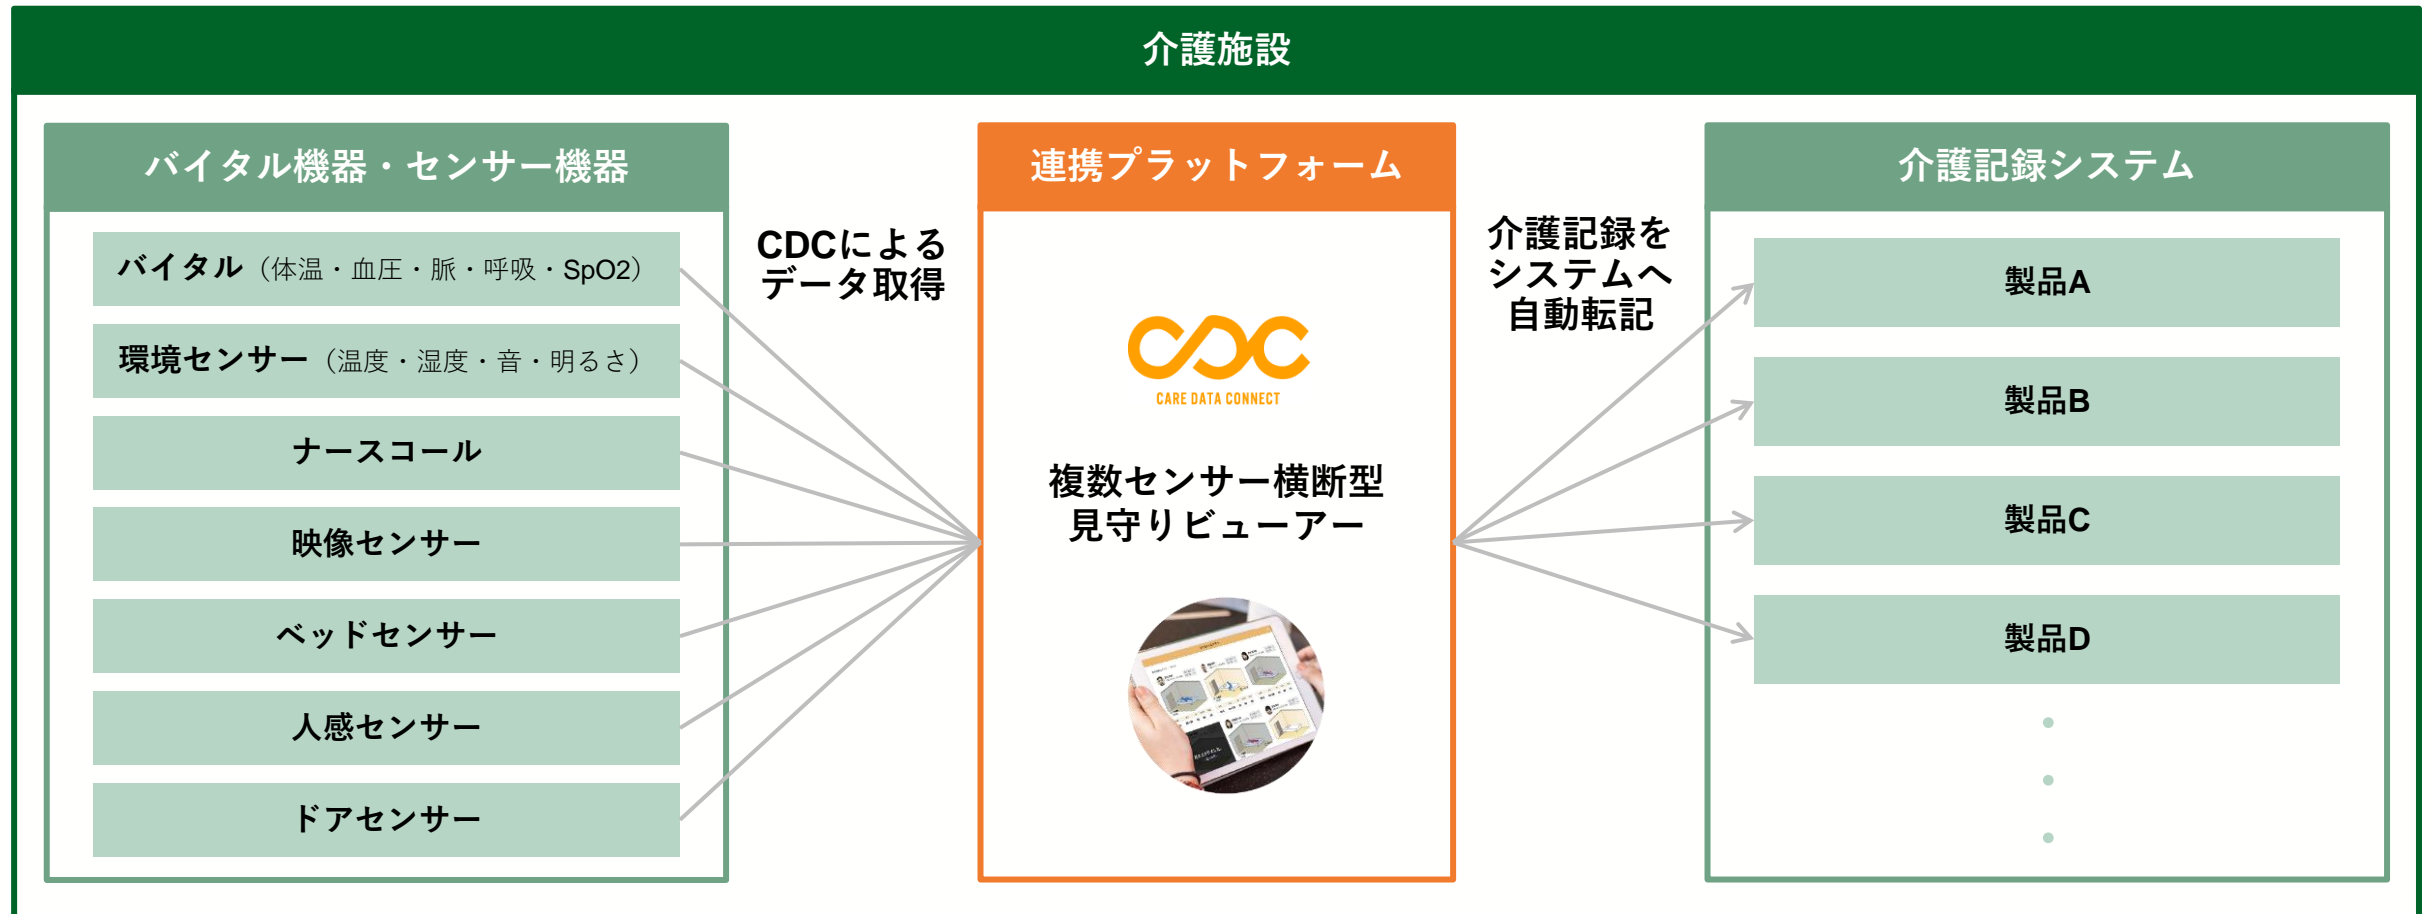 介護施設
バイタル機器・センサー機器
バイタル（体温・血圧・脈・呼吸・SpO2）
環境センサー（温度・湿度・音・明るさ）
ナースコール
映像センサー
ベッドセンサー
人感センサー
ドアセンサー
CDCによる
データ取得
連携プラットフォーム
CDC
CARE DATA CONNECT
複数センサー横断型
見守りビューアー
介護記録を
システムへ
自動転記
介護記録システム
製品A
製品B
製品C
製品D